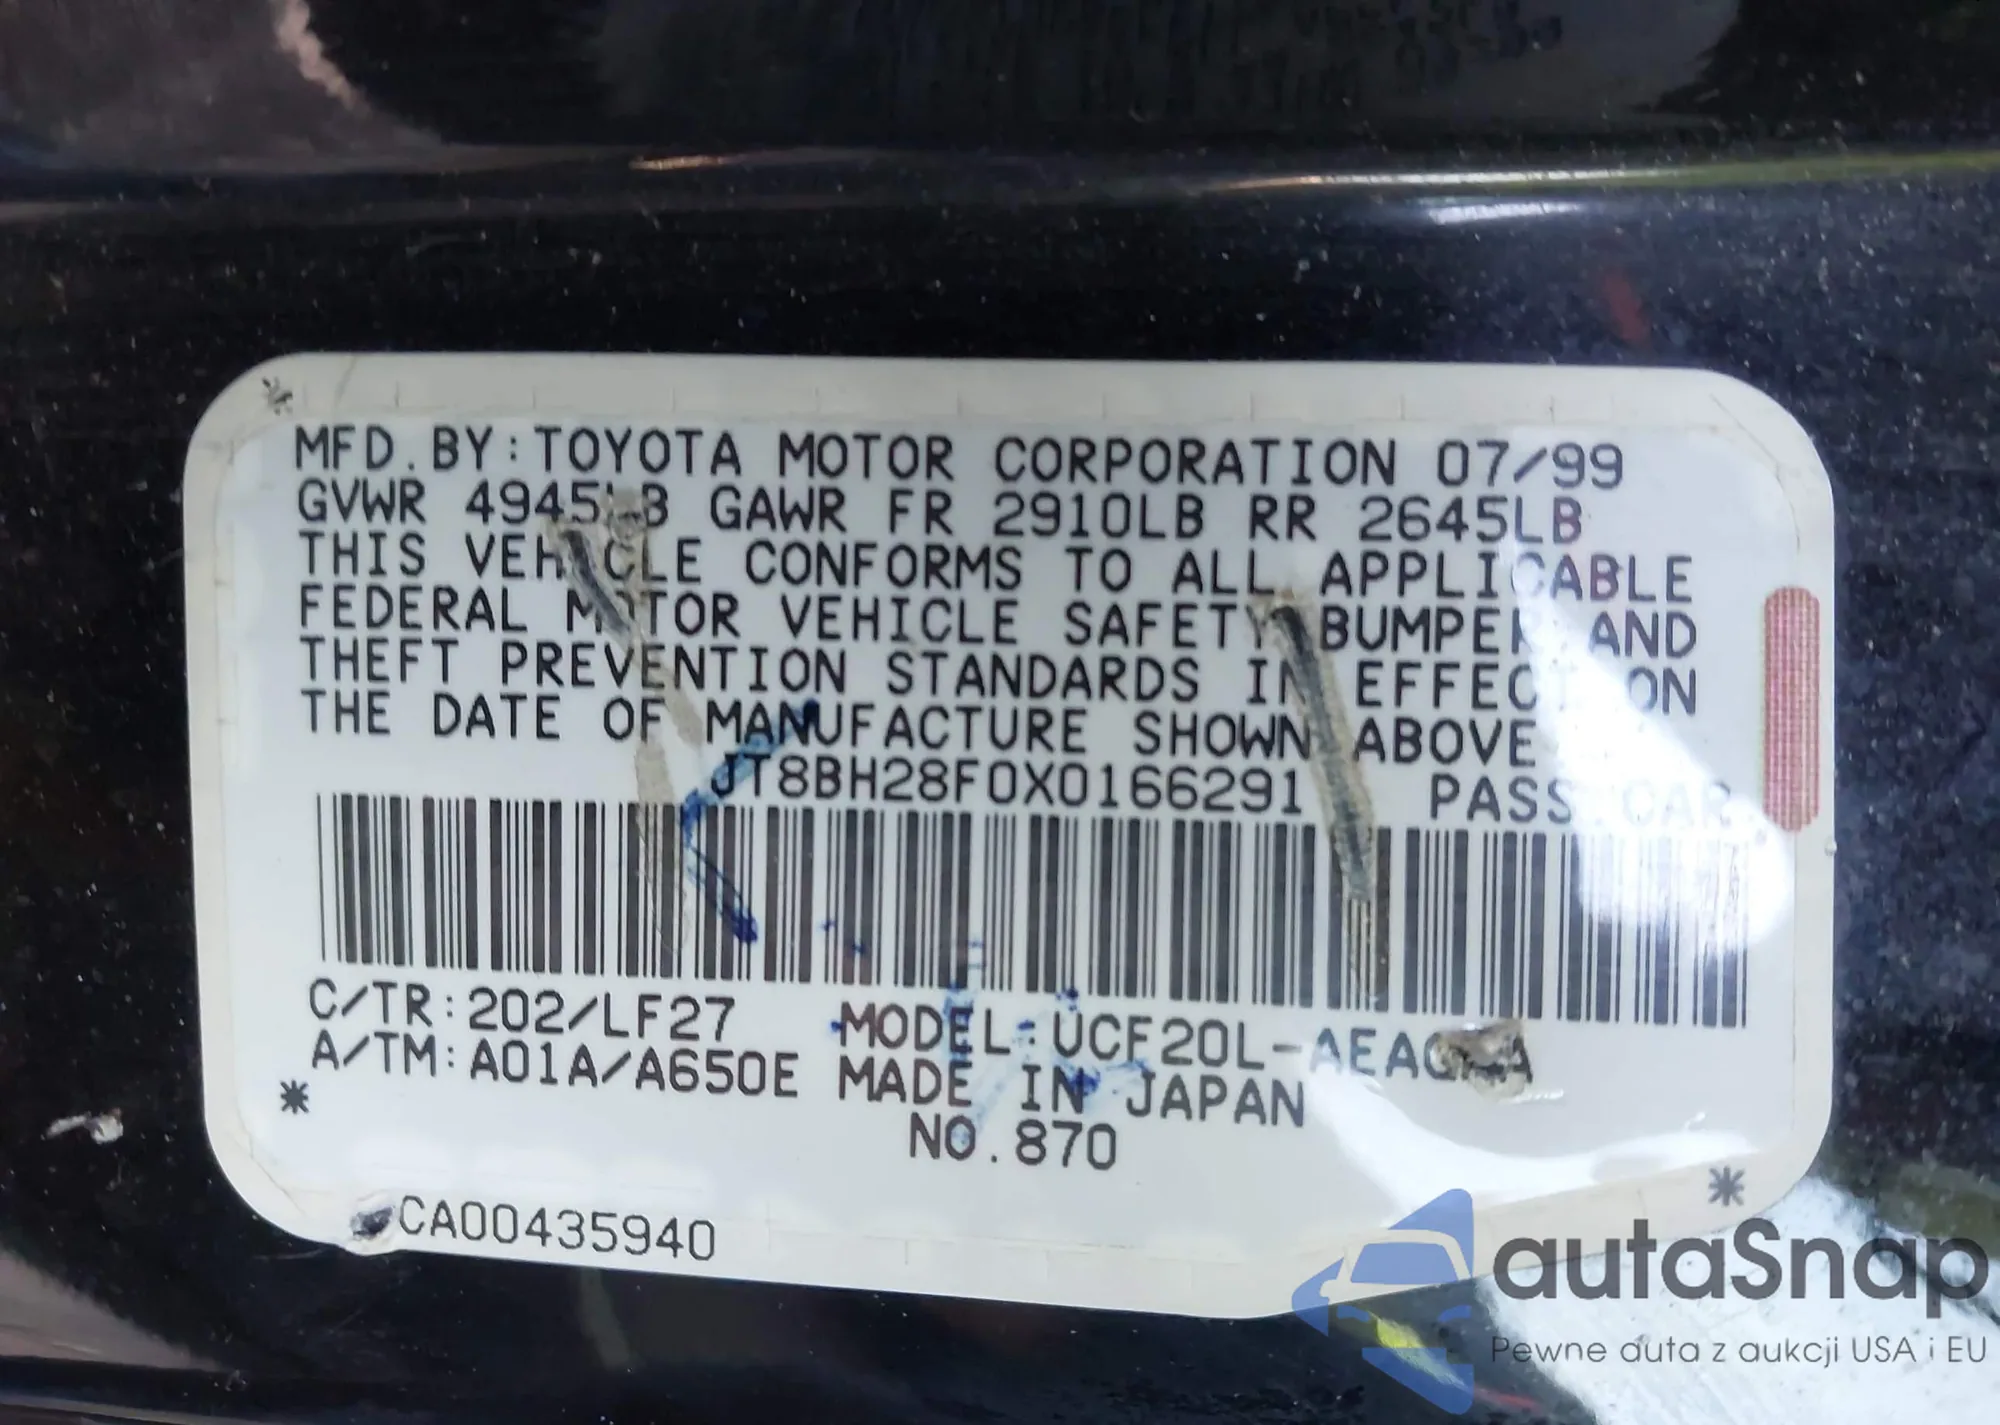 MFD.BY:TOYOTA MOTOR CORPORATION 07/99
GVWR 4945LB GAWR FR 2910LB RR 2645LB
THIS VEHICLE CONFORMS TO ALL APPLICABLE
FEDERAL MOTOR VEHICLE SAFETY BUMPER AND
THEFT PREVENTION STANDARDS IN EFFECT ON
THE DATE OF MANUFACTURE SHOWN ABOVE
JT8BH28F0X0166291 PASS.CAR
C/TR:202/LF27 MODEL:UCF20L-
A/TM:A01A/A650E MADE IN JAPAN
NO.870
CA00435940
autaSnap
Pewne auta z aukcji USA i EU